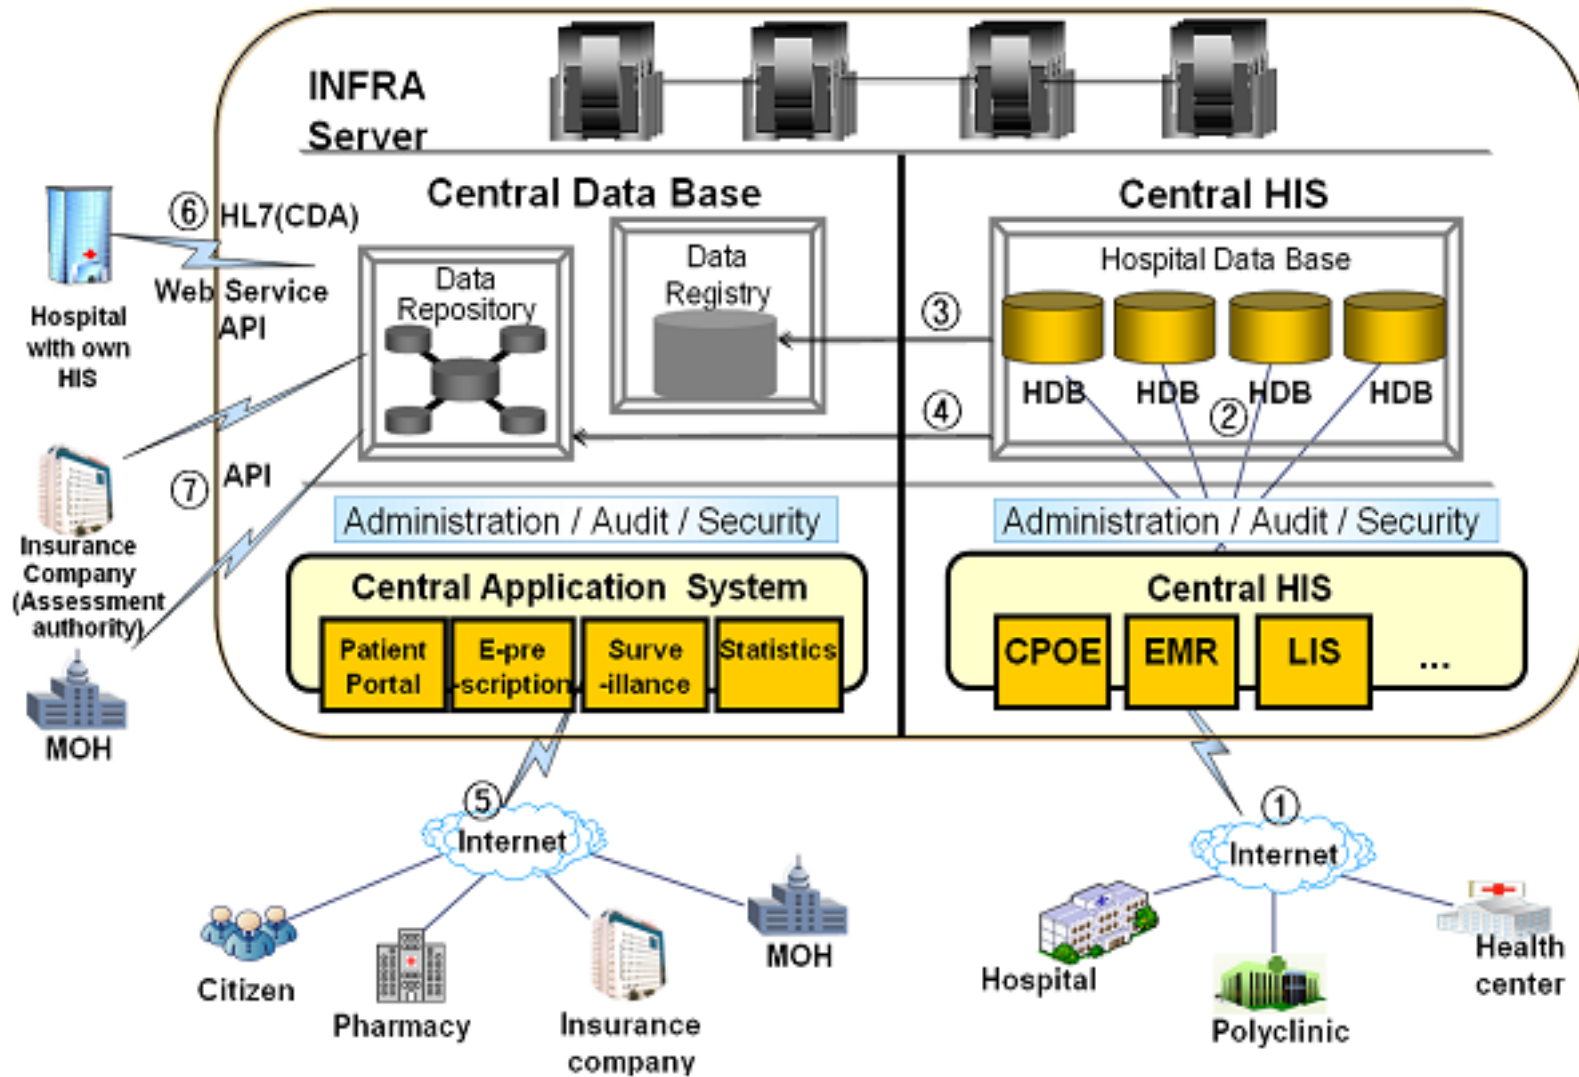 INFRA
Server
Central Data Base
Central HIS
⑥ HL7(CDA)
Web Service
API
Hospital
with own
HIS
Data
Repository
Data
Registry
Hospital Data Base
③
HDB
HDB
HDB
HDB
④
②
⑦ API
Insurance
Company
(Assessment
authority)
MOH
Administration / Audit / Security
Administration / Audit / Security
Central Application System
Patient
Portal
E-pre
-scription
Surve
-illance
Statistics
Central HIS
CPOE
EMR
LIS
...
⑤
Internet
Citizen
Pharmacy
Insurance
company
MOH
①
Internet
Hospital
Polyclinic
Health
center